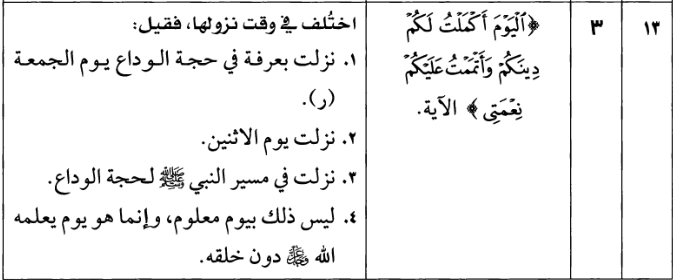 ١٣
٣
﴿ٱلْيَوْمَ أَكْمَلْتُ لَكُمْ
دِينَكُمْ وَأَتْمَمْتُ عَلَيْكُمْ
نِعْمَتِى﴾ الآية.
اختُلف في وقت نزولها، فقيل:
١. نزلت بعرفة في حجة الوداع يوم الجمعة
(ر).
٢. نزلت يوم الاثنين.
٣. نزلت في مسير النبي ﷺ لحجة الوداع.
٤. ليس ذلك بيوم معلوم، وإنما هو يوم يعلمه
الله دون خلقه.